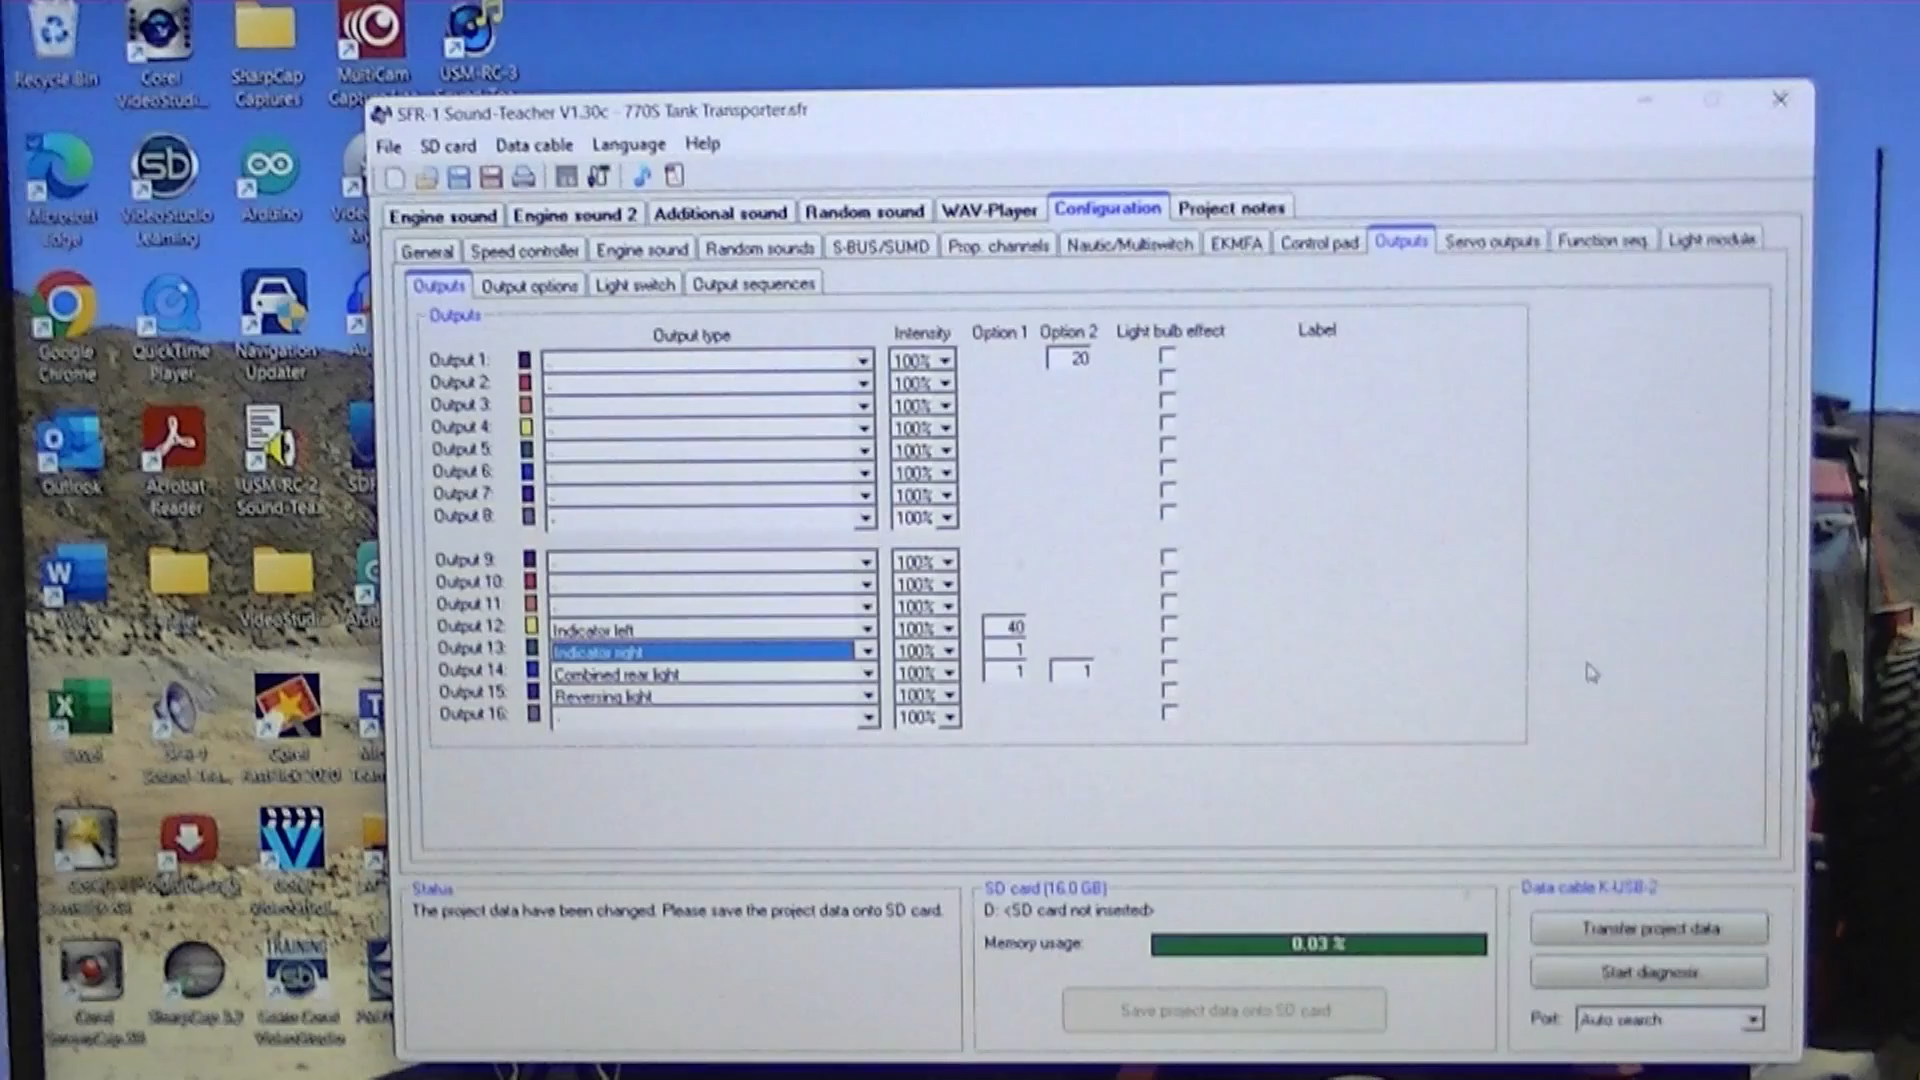 Recycle Bin
Corel VideoStudi...
SharpCap Captures
MultiCam
USM-RC-3
Microsoft Edge
VideoStudio Learning
Arduino
Google Chrome
QuickTime Player
Navigation Updater
Outlook
Acrobat Reader
USM-RC-2 Sound-Tea...
VideoStudi...
Excel
SFR-1 Sound-Teacher V1.30c - 770S Tank Transporter.sfr
File SD card Data cable Language Help
Engine sound Engine sound 2 Additional sound Random sound WAV-Player Configuration Project notes
General Speed controller Engine sound Random sounds S-BUS/SUMD Prop. channels Nautic/Multiswitch EKMFA Control pad Outputs Servo outputs Function seq. Light module
Outputs Output options Light switch Output sequences
Outputs
Output type Intensity Option 1 Option 2 Light bulb effect Label
Output 1: 100% 20
Output 2: 100%
Output 3: 100%
Output 4: 100%
Output 5: 100%
Output 6: 100%
Output 7: 100%
Output 8: 100%
Output 9: 100%
Output 10: 100%
Output 11: 100%
Output 12: Indicator left 100% 40
Output 13: Indicator right 100% 1
Output 14: Combined rear light 100% 1 1
Output 15: Reversing light 100%
Output 16: 100%
Status
The project data have been changed. Please save the project data onto SD card.
SD card [16.0 GB]
D: <SD card not inserted>
Memory usage: 0.03 %
Save project data onto SD card
Data cable K-USB-2
Transfer project data
Start diagnosis
Port: Auto search